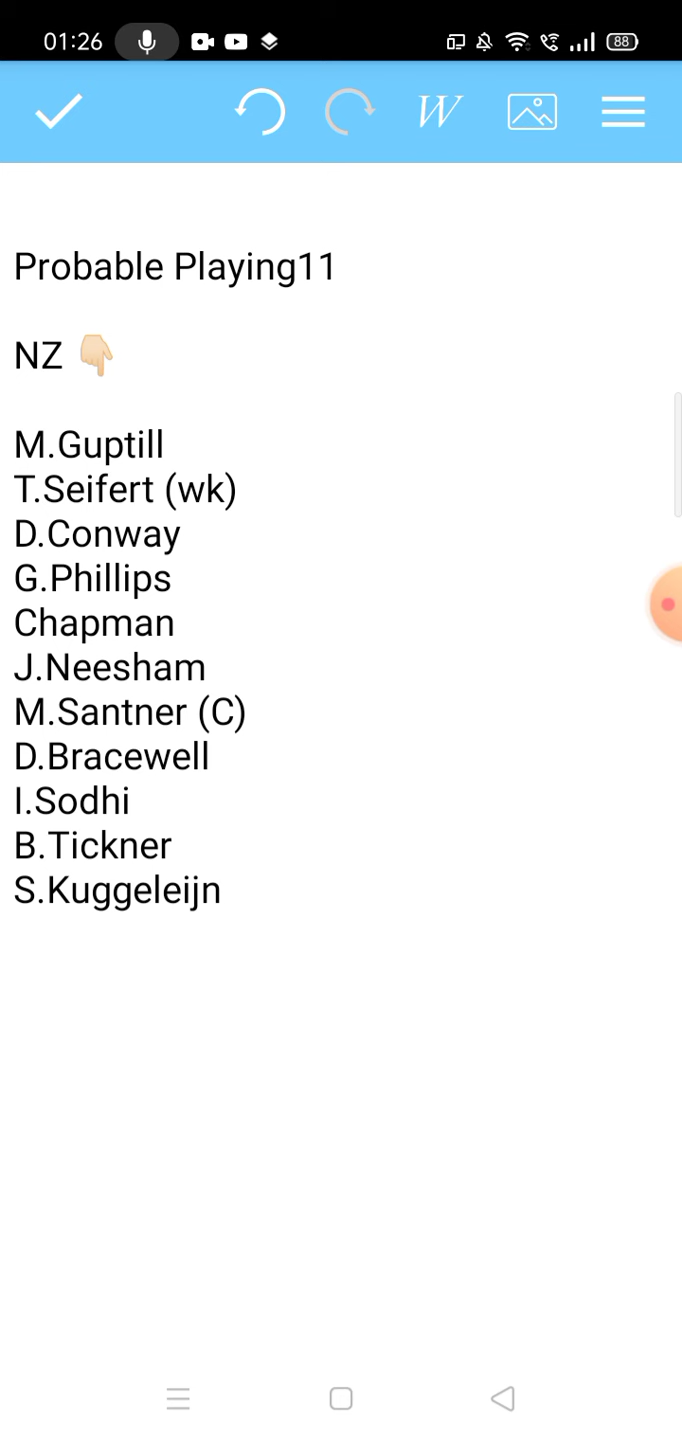 01:26
88
W
Probable Playing11
NZ 👇🏼
M.Guptill
T.Seifert (wk)
D.Conway
G.Phillips
Chapman
J.Neesham
M.Santner (C)
D.Bracewell
I.Sodhi
B.Tickner
S.Kuggeleijn